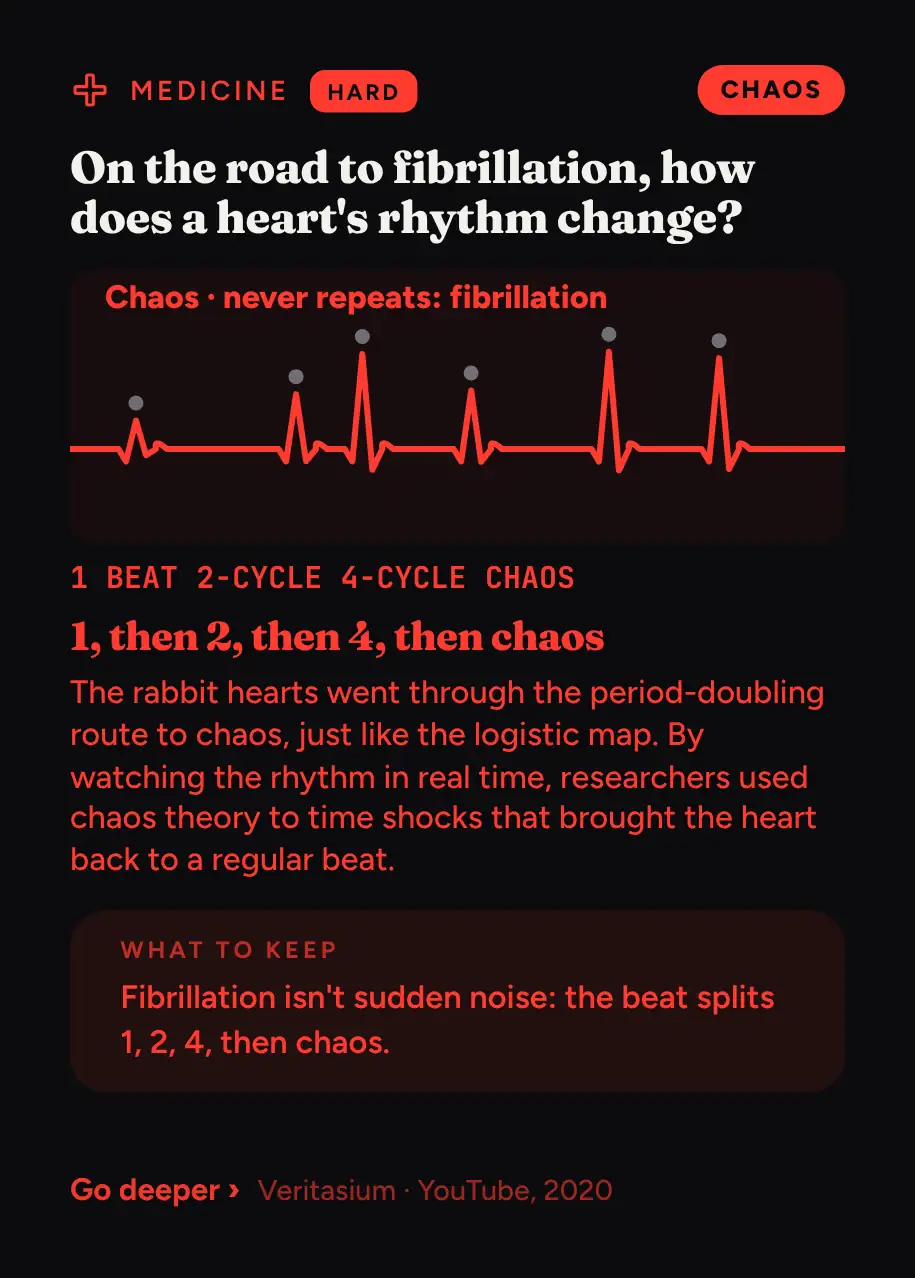 MEDICINE HARD CHAOS
On the road to fibrillation, how
does a heart's rhythm change?
Chaos · never repeats: fibrillation
1 BEAT 2-CYCLE 4-CYCLE CHAOS
1, then 2, then 4, then chaos
The rabbit hearts went through the period-doubling
route to chaos, just like the logistic map. By
watching the rhythm in real time, researchers used
chaos theory to time shocks that brought the heart
back to a regular beat.
WHAT TO KEEP
Fibrillation isn't sudden noise: the beat splits
1, 2, 4, then chaos.
Go deeper › Veritasium · YouTube, 2020